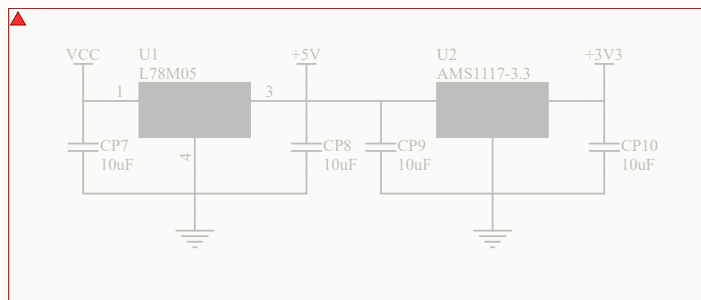 VCC
U1
L78M05
+5V
U2
AMS1117-3.3
+3V3
1
3
4
CP7
10uF
CP8
10uF
CP9
10uF
CP10
10uF